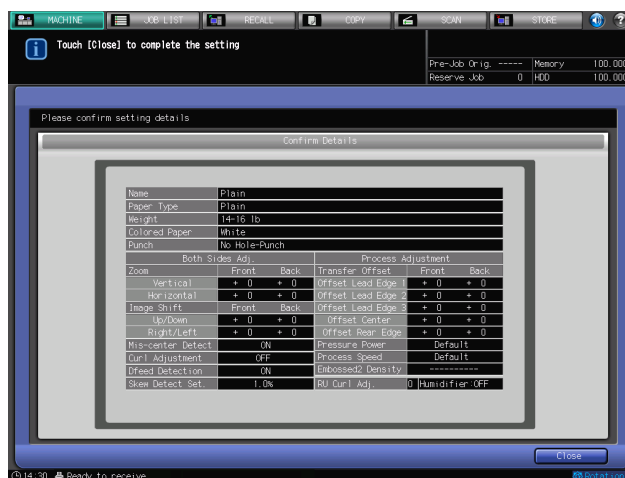 MACHINE JOB LIST RECALL COPY SCAN STORE
Touch [Close] to complete the setting
Pre-Job Orig. ----- Memory 100.000
Reserve Job 0 HDD 100.000
Please confirm setting details
Confirm Details
Name Plain
Paper Type Plain
Weight 14-16 lb
Colored Paper White
Punch No Hole-Punch
Both Sides Adj. Process Adjustment
Zoom Front Back Transfer Offset Front Back
Vertical + 0 + 0 Offset Lead Edge 1 + 0 + 0
Horizontal + 0 + 0 Offset Lead Edge 2 + 0 + 0
Image Shift Front Back Offset Lead Edge 3 + 0 + 0
Up/Down + 0 + 0 Offset Center + 0 + 0
Right/Left + 0 + 0 Offset Rear Edge + 0 + 0
Mis-center Detect ON Pressure Power Default
Curl Adjustment OFF Process Speed Default
Dfeed Detection ON Embossed2 Density ----------
Skew Detect Set. 1.0% RU Curl Adj. 0 Humidifier:OFF
Close
14:30 Ready to receive Rotation